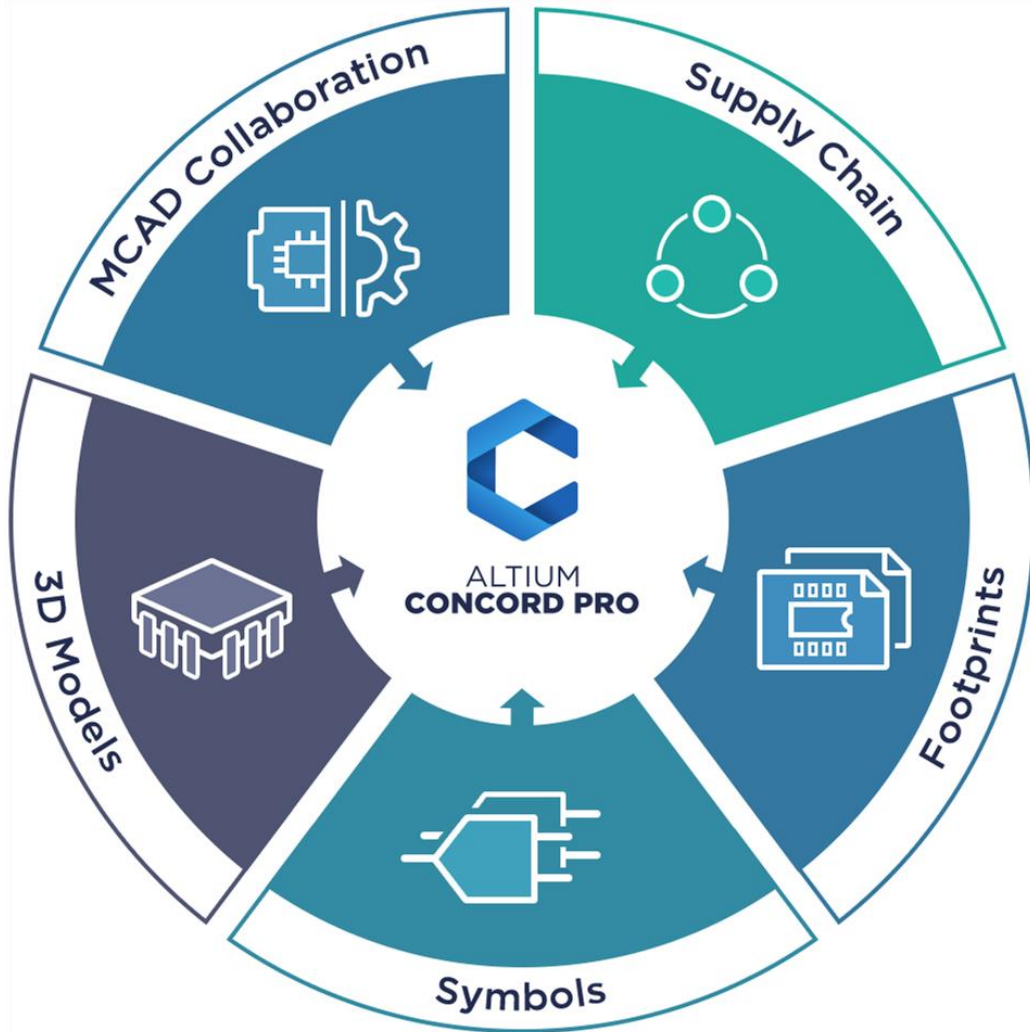 MCAD Collaboration
Supply Chain
3D Models
ALTIUM
CONCORD PRO
Footprints
Symbols